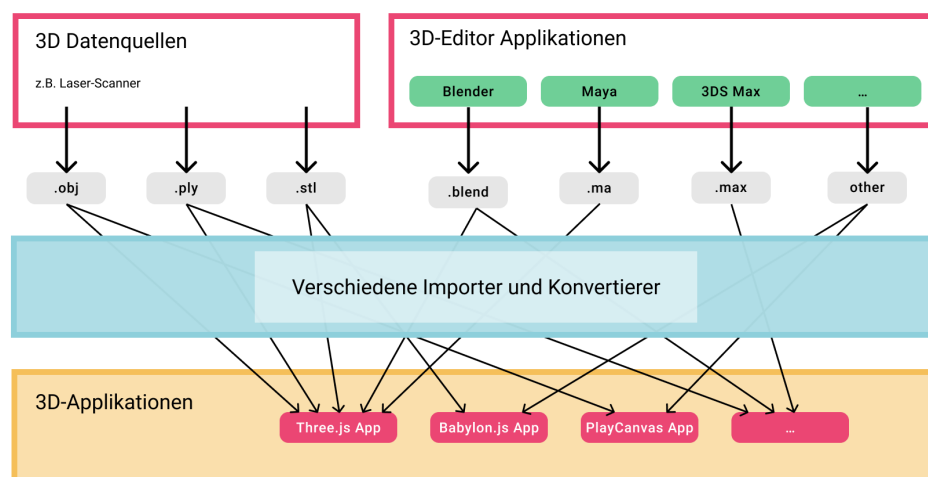 3D Datenquellen
z.B. Laser-Scanner
3D-Editor Applikationen
Blender
Maya
3DS Max
...
.obj
.ply
.stl
.blend
.ma
.max
other
Verschiedene Importer und Konvertierer
3D-Applikationen
Three.js App
Babylon.js App
PlayCanvas App
...